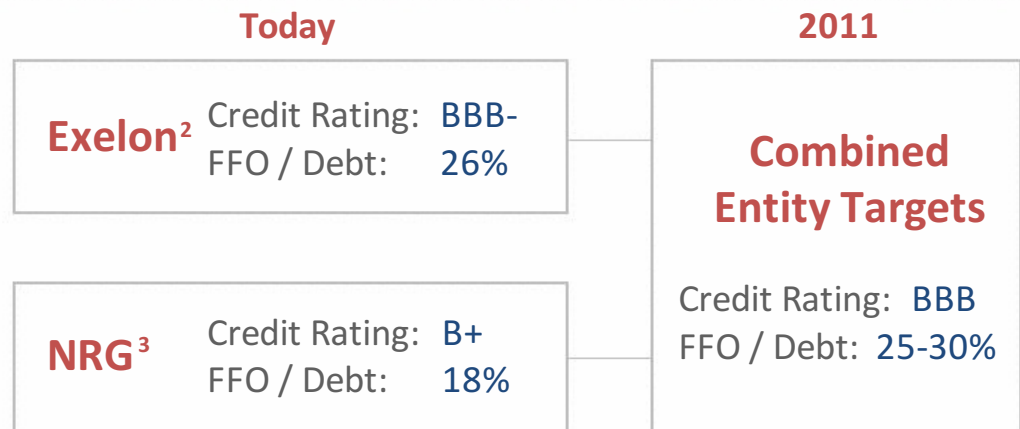 Today
2011
Exelon²
Credit Rating: BBB-
FFO / Debt: 26%
NRG³
Credit Rating: B+
FFO / Debt: 18%
Combined
Entity Targets
Credit Rating: BBB
FFO / Debt: 25-30%